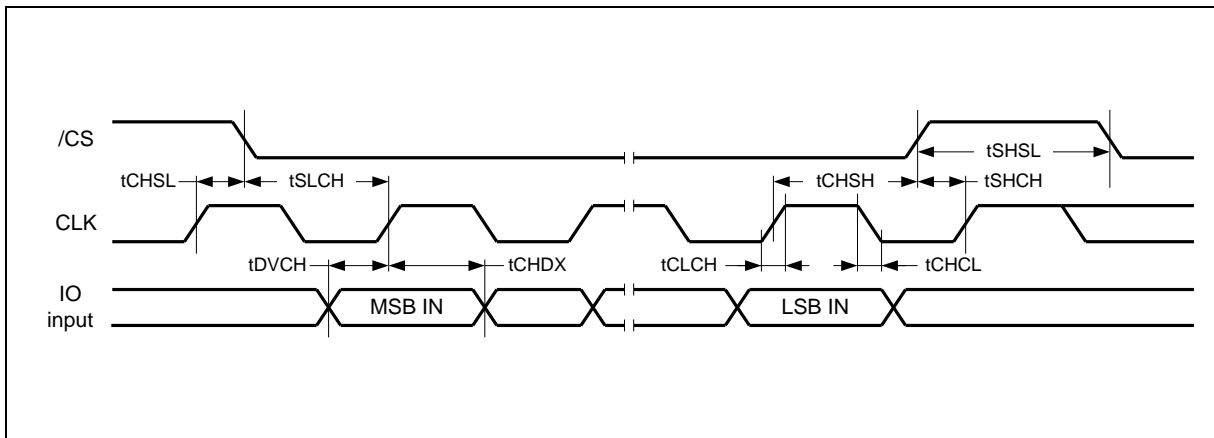 /CS
tSHSL
tCHSL
tSLCH
tCHSH
tSHCH
CLK
tDVCH
tCHDX
tCLCH
tCHCL
IO
input
MSB IN
LSB IN